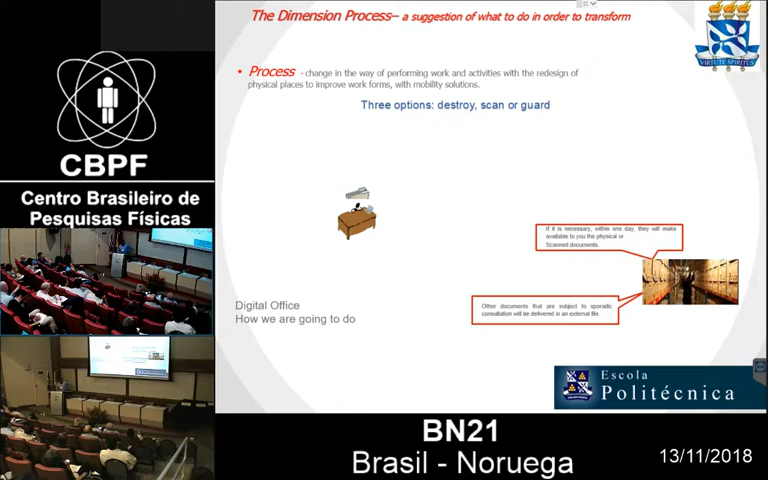 The Dimension Process– a suggestion of what to do in order to transform
VIRTUTE SPIRITUS
• Process - change in the way of performing work and activities with the redesign of
physical places to improve work forms, with mobility solutions.
Three options: destroy, scan or guard
CBPF
Centro Brasileiro de
Pesquisas Físicas
If it is necessary, within one day, they will make
available to you the physical or
Scanned documents.
Other documents that are subject to sporadic
consultation will be delivered in an external file.
Digital Office
How we are going to do
Escola
Politécnica
BN21
Brasil - Noruega
13/11/2018